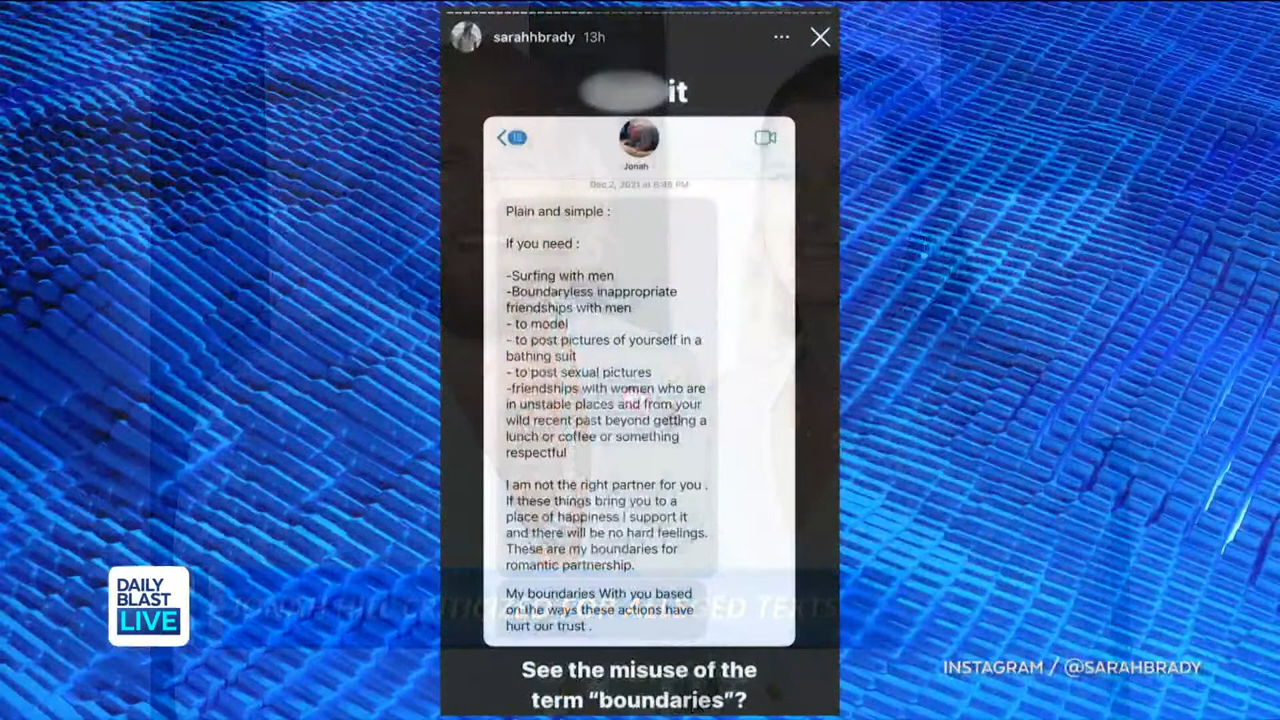 sarahhbrady 13h
it
Jonah
Dec 2, 2021 at 6:46 PM
Plain and simple :
If you need :
-Surfing with men
-Boundaryless inappropriate
friendships with men
- to model
- to post pictures of yourself in a
bathing suit
- to post sexual pictures
-friendships with women who are
in unstable places and from your
wild recent past beyond getting a
lunch or coffee or something
respectful
I am not the right partner for you .
If these things bring you to a
place of happiness I support it
and there will be no hard feelings.
These are my boundaries for
romantic partnership.
My boundaries With you based
on the ways these actions have
hurt our trust .
CRITICIZED FOR ALLEGED TEXTS
See the misuse of the
term “boundaries”?
DAILY
BLAST
LIVE
INSTAGRAM / @SARAHBRADY